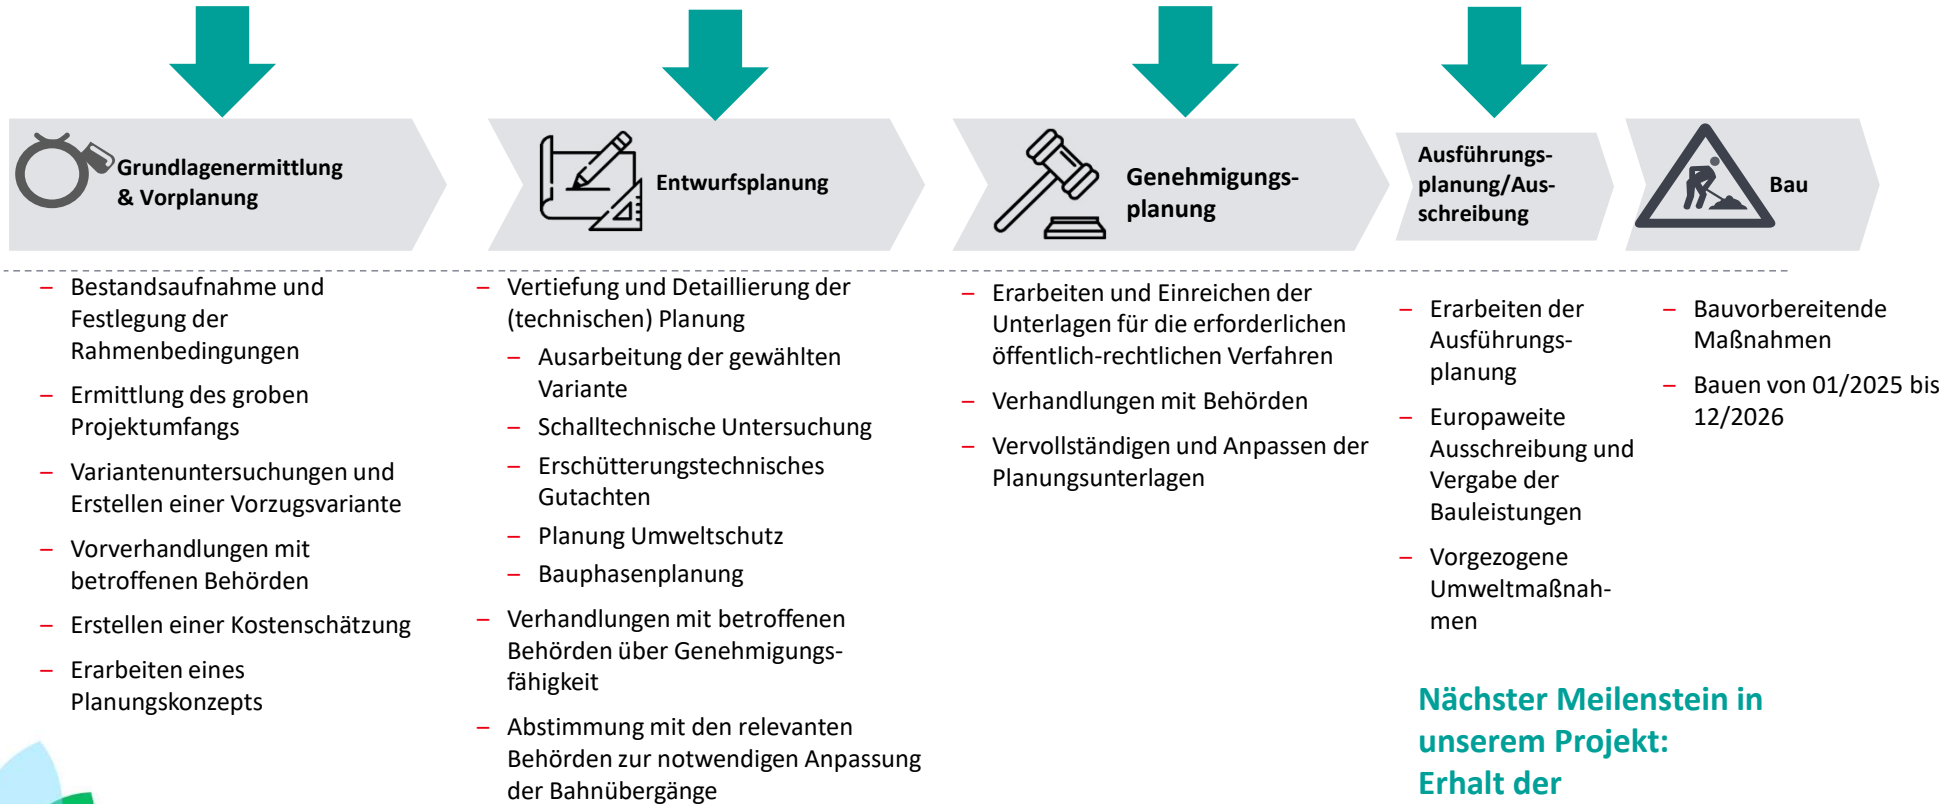 Grundlagenermittlung
& Vorplanung
Entwurfsplanung
Genehmigungs-
planung
Ausführungs-
planung/Aus-
schreibung
Bau
– Bestandsaufnahme und
Festlegung der
Rahmenbedingungen
– Ermittlung des groben
Projektumfangs
– Variantenuntersuchungen und
Erstellen einer Vorzugsvariante
– Vorverhandlungen mit
betroffenen Behörden
– Erstellen einer Kostenschätzung
– Erarbeiten eines
Planungskonzepts
– Vertiefung und Detaillierung der
(technischen) Planung
– Ausarbeitung der gewählten
Variante
– Schalltechnische Untersuchung
– Erschütterungstechnisches
Gutachten
– Planung Umweltschutz
– Bauphasenplanung
– Verhandlungen mit betroffenen
Behörden über Genehmigungs-
fähigkeit
– Abstimmung mit den relevanten
Behörden zur notwendigen Anpassung
der Bahnübergänge
– Erarbeiten und Einreichen der
Unterlagen für die erforderlichen
öffentlich-rechtlichen Verfahren
– Verhandlungen mit Behörden
– Vervollständigen und Anpassen der
Planungsunterlagen
– Erarbeiten der
Ausführungs-
planung
– Europaweite
Ausschreibung und
Vergabe der
Bauleistungen
– Vorgezogene
Umweltmaßnah-
men
– Bauvorbereitende
Maßnahmen
– Bauen von 01/2025 bis
12/2026
Nächster Meilenstein in
unserem Projekt:
Erhalt der